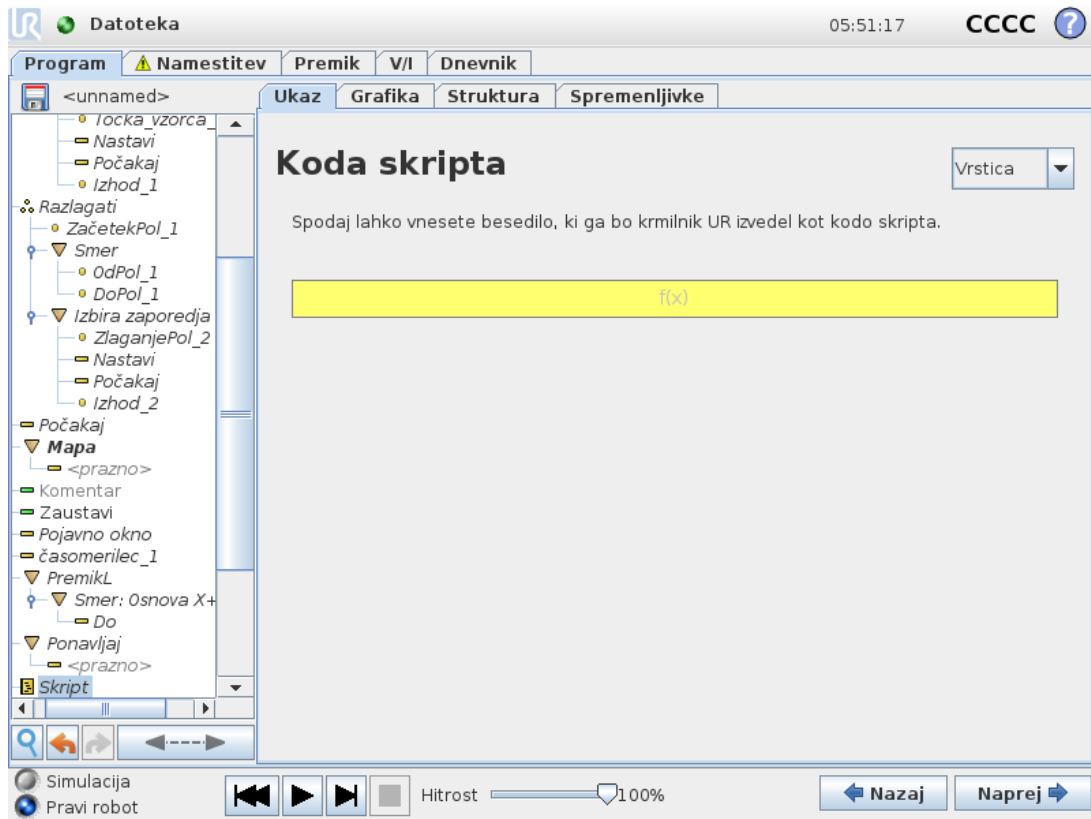 UR Datoteka 05:51:17 CCCC ?
Program Namestitev Premik V/I Dnevnik
<unnamed>
Ukaz Grafika Struktura Spremenljivke
Točka_vzorca_
Nastavi
Počakaj
Izhod_1
Razlagati
ZačetekPol_1
Smer
OdPol_1
DoPol_1
Izbira zaporedja
ZlaganjePol_2
Nastavi
Počakaj
Izhod_2
Počakaj
Mapa
<prazno>
Komentar
Zaustavi
Pojavno okno
časomerilec_1
PremikL
Smer: Osnova X+
Do
Ponavljaj
<prazno>
Skript
Koda skripta
Vrstica
Spodaj lahko vnesete besedilo, ki ga bo krmilnik UR izvedel kot kodo skripta.
f(x)
Simulacija
Pravi robot
Hitrost 100%
Nazaj Naprej